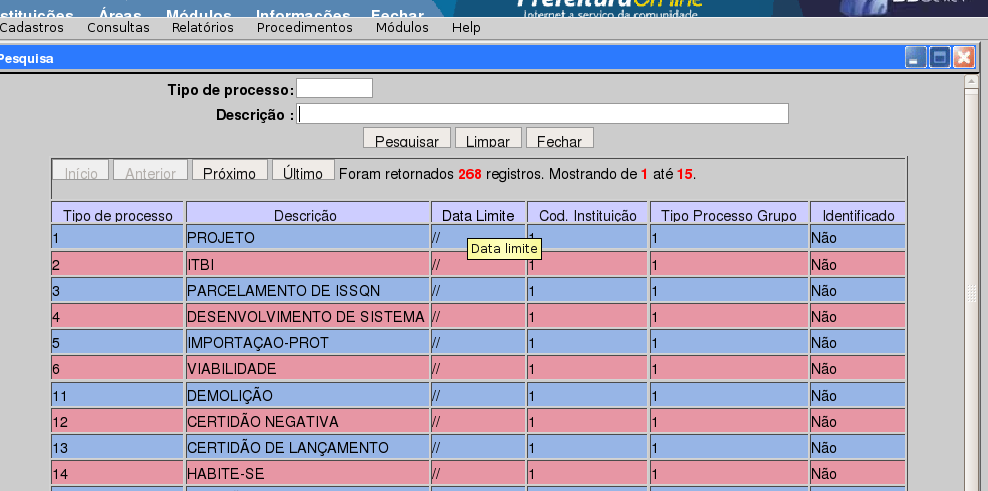 stituições Áreas Módulos Informações Fechar
PrefeituraOnline
Internet a serviço da comunidade
Cadastros Consultas Relatórios Procedimentos Módulos Help
Pesquisa
Tipo de processo:
Descrição :
Pesquisar Limpar Fechar
Início Anterior Próximo Último Foram retornados 268 registros. Mostrando de 1 até 15.
Tipo de processo Descrição Data Limite Cod. Instituição Tipo Processo Grupo Identificado
1 PROJETO // 1 1 Não
Data limite
2 ITBI // 1 1 Não
3 PARCELAMENTO DE ISSQN // 1 1 Não
4 DESENVOLVIMENTO DE SISTEMA // 1 1 Não
5 IMPORTAÇAO-PROT // 1 1 Não
6 VIABILIDADE // 1 1 Não
11 DEMOLIÇÃO // 1 1 Não
12 CERTIDÃO NEGATIVA // 1 1 Não
13 CERTIDÃO DE LANÇAMENTO // 1 1 Não
14 HABITE-SE // 1 1 Não